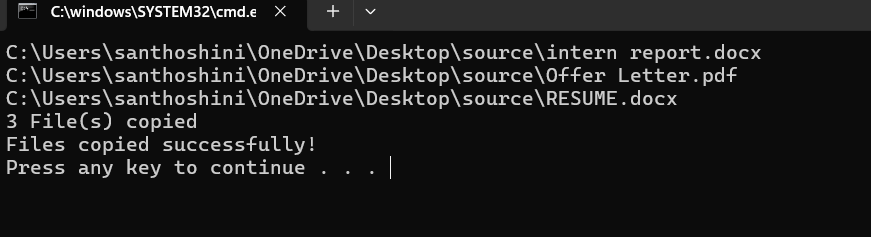 C:\windows\SYSTEM32\cmd.e
C:\Users\santhoshini\OneDrive\Desktop\source\intern report.docx
C:\Users\santhoshini\OneDrive\Desktop\source\Offer Letter.pdf
C:\Users\santhoshini\OneDrive\Desktop\source\RESUME.docx
3 File(s) copied
Files copied successfully!
Press any key to continue . . .